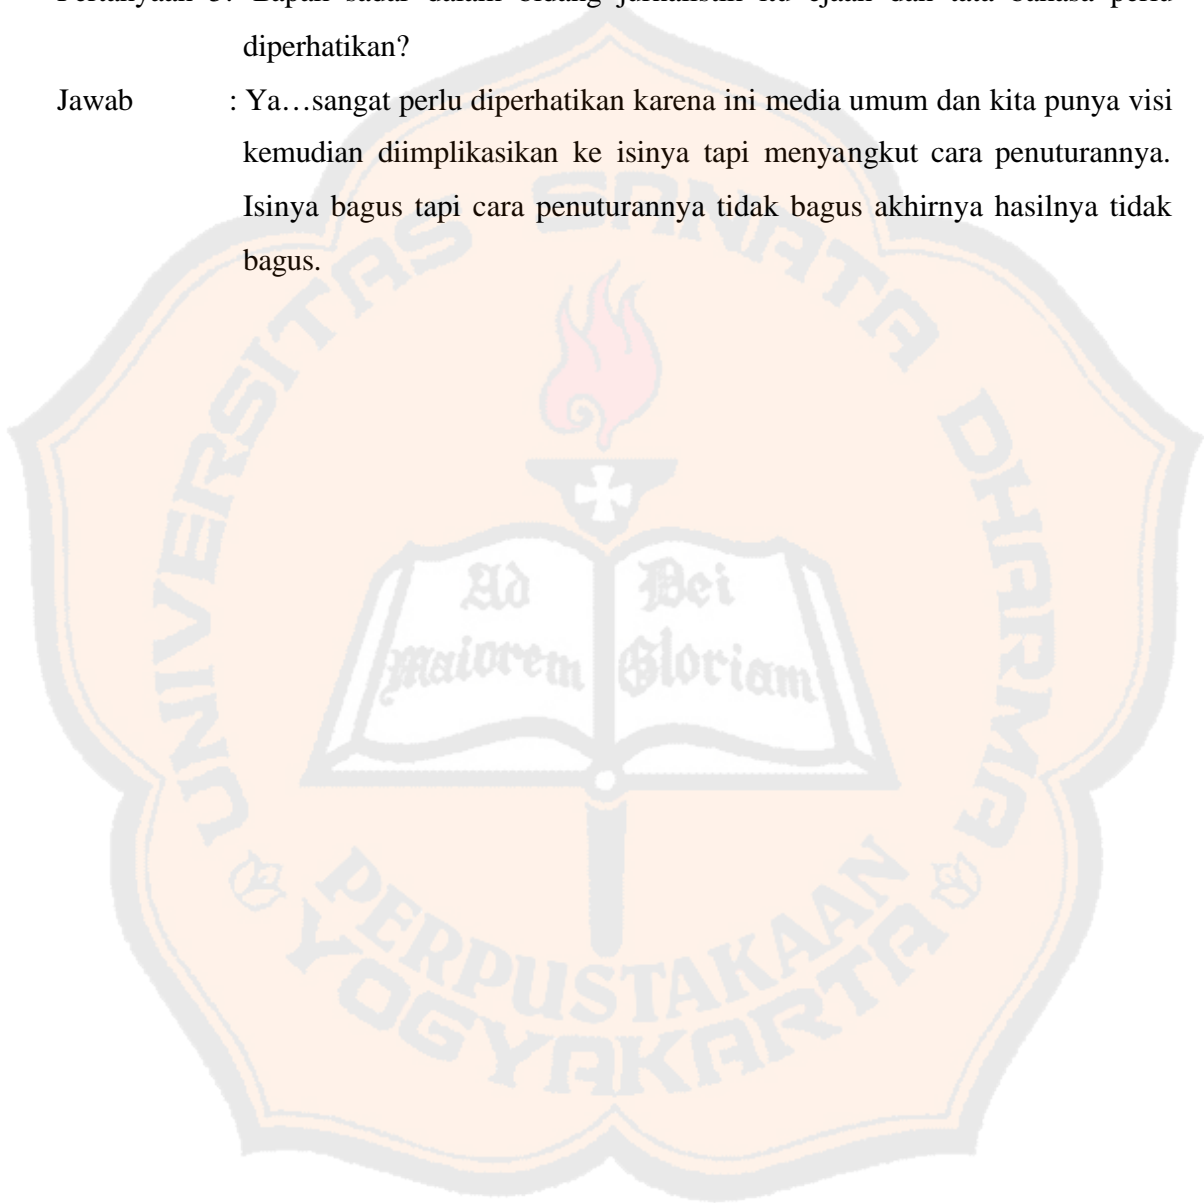 diperhatikan?
Jawab : Ya…sangat perlu diperhatikan karena ini media umum dan kita punya visi
kemudian diimplikasikan ke isinya tapi menyangkut cara penuturannya.
Isinya bagus tapi cara penuturannya tidak bagus akhirnya hasilnya tidak
bagus.
UNIVERSITAS SANATA DHARMA
Ad
maiorem
Dei
Gloriam
PERPUSTAKAAN
YOGYAKARTA